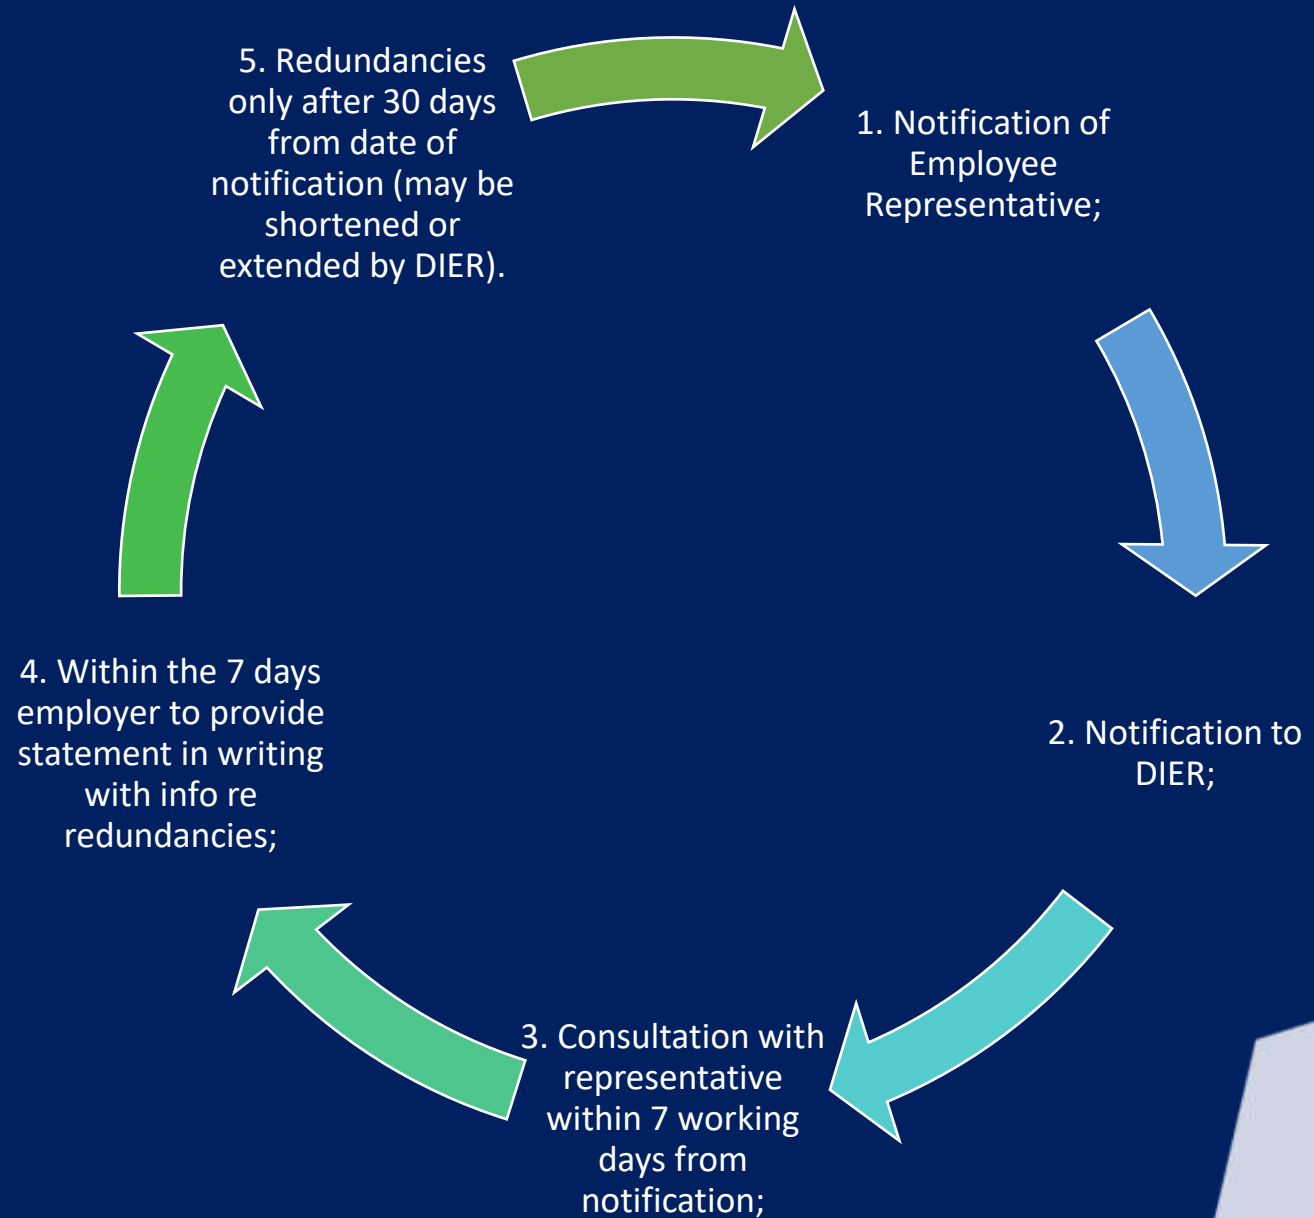 1. Notification of
Employee
Representative;
2. Notification to
DIER;
3. Consultation with
representative
within 7 working
days from
notification;
4. Within the 7 days
employer to provide
statement in writing
with info re
redundancies;
5. Redundancies
only after 30 days
from date of
notification (may be
shortened or
extended by DIER).